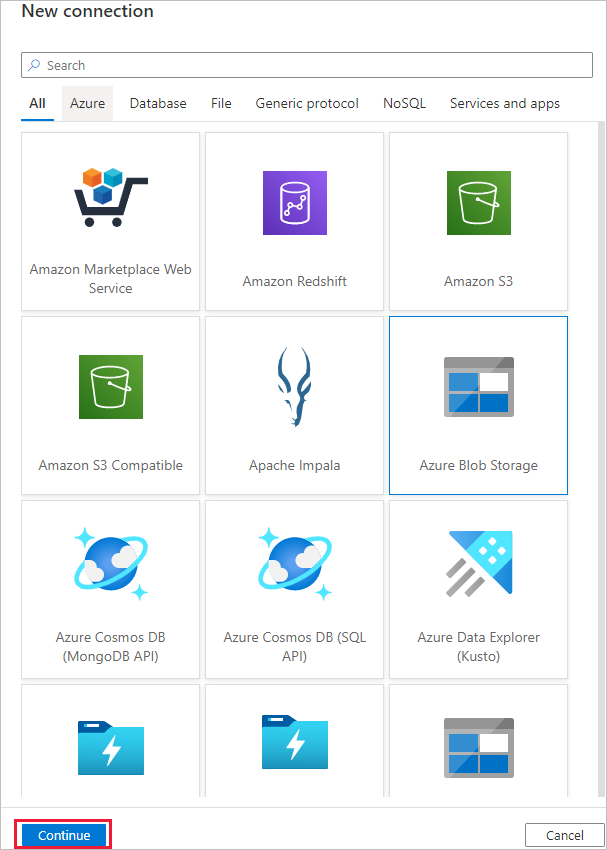 New connection
Search
All Azure Database File Generic protocol NoSQL Services and apps
Amazon Marketplace Web
Service
Amazon Redshift
Amazon S3
Amazon S3 Compatible
Apache Impala
Azure Blob Storage
Azure Cosmos DB
(MongoDB API)
Azure Cosmos DB (SQL
API)
Azure Data Explorer
(Kusto)
Continue
Cancel